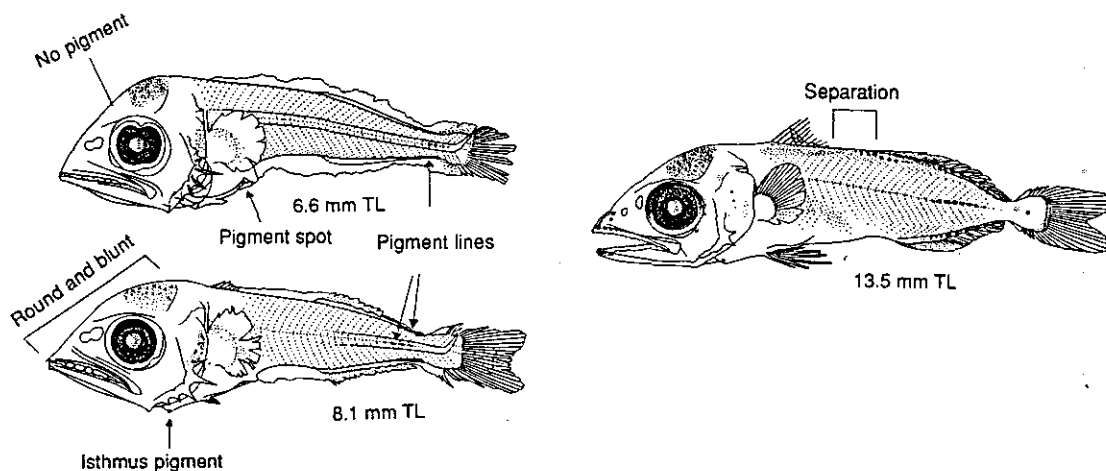 No pigment
6.6 mm TL
Pigment spot
Pigment lines
Round and blunt
8.1 mm TL
Isthmus pigment
Separation
13.5 mm TL